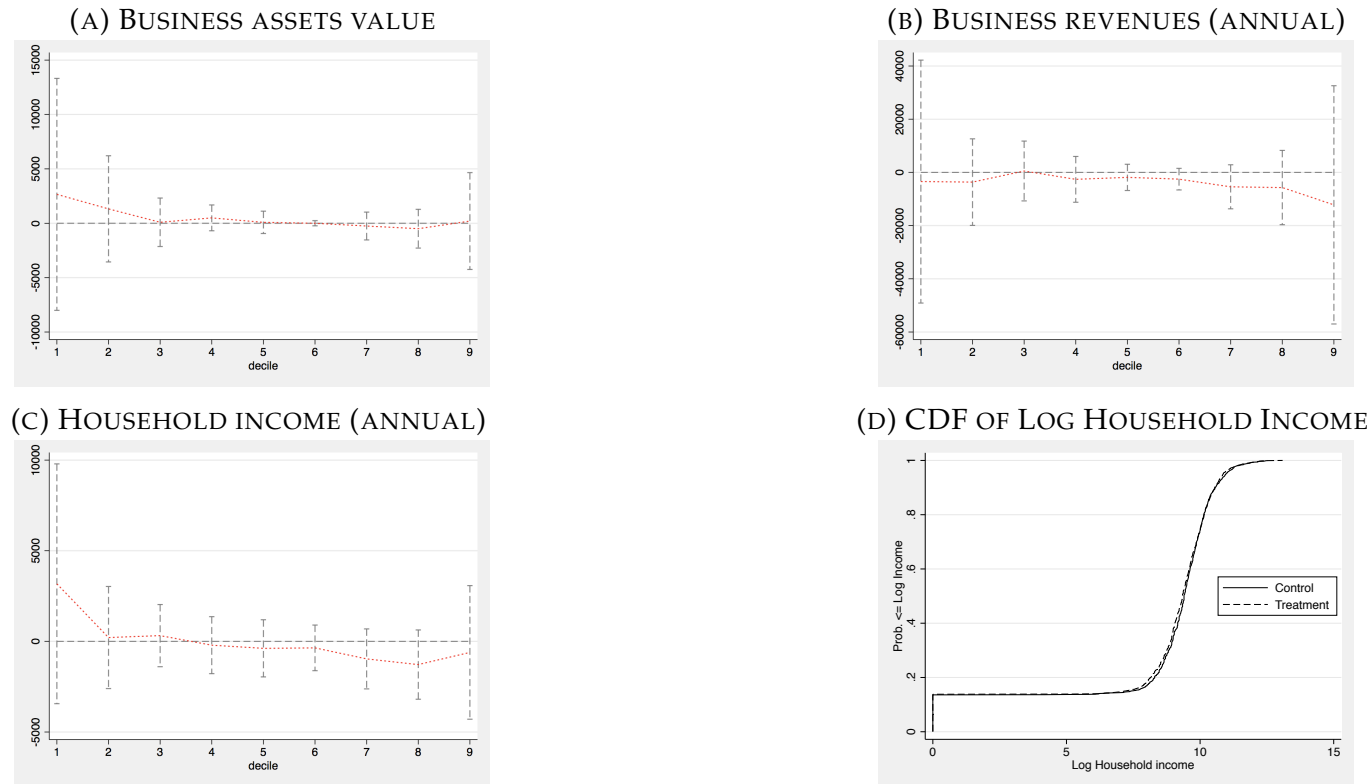 (A) BUSINESS ASSETS VALUE
15000
10000
5000
0
-5000
-10000
1 2 3 4 5 6 7 8 9
decile
(B) BUSINESS REVENUES (ANNUAL)
40000
20000
0
-20000
-40000
-60000
1 2 3 4 5 6 7 8 9
decile
(C) HOUSEHOLD INCOME (ANNUAL)
10000
5000
0
-5000
1 2 3 4 5 6 7 8 9
decile
(D) CDF OF LOG HOUSEHOLD INCOME
Prob. <= Log Income
1
.8
.6
.4
.2
0
Control
Treatment
0 5 10 15
Log Household income